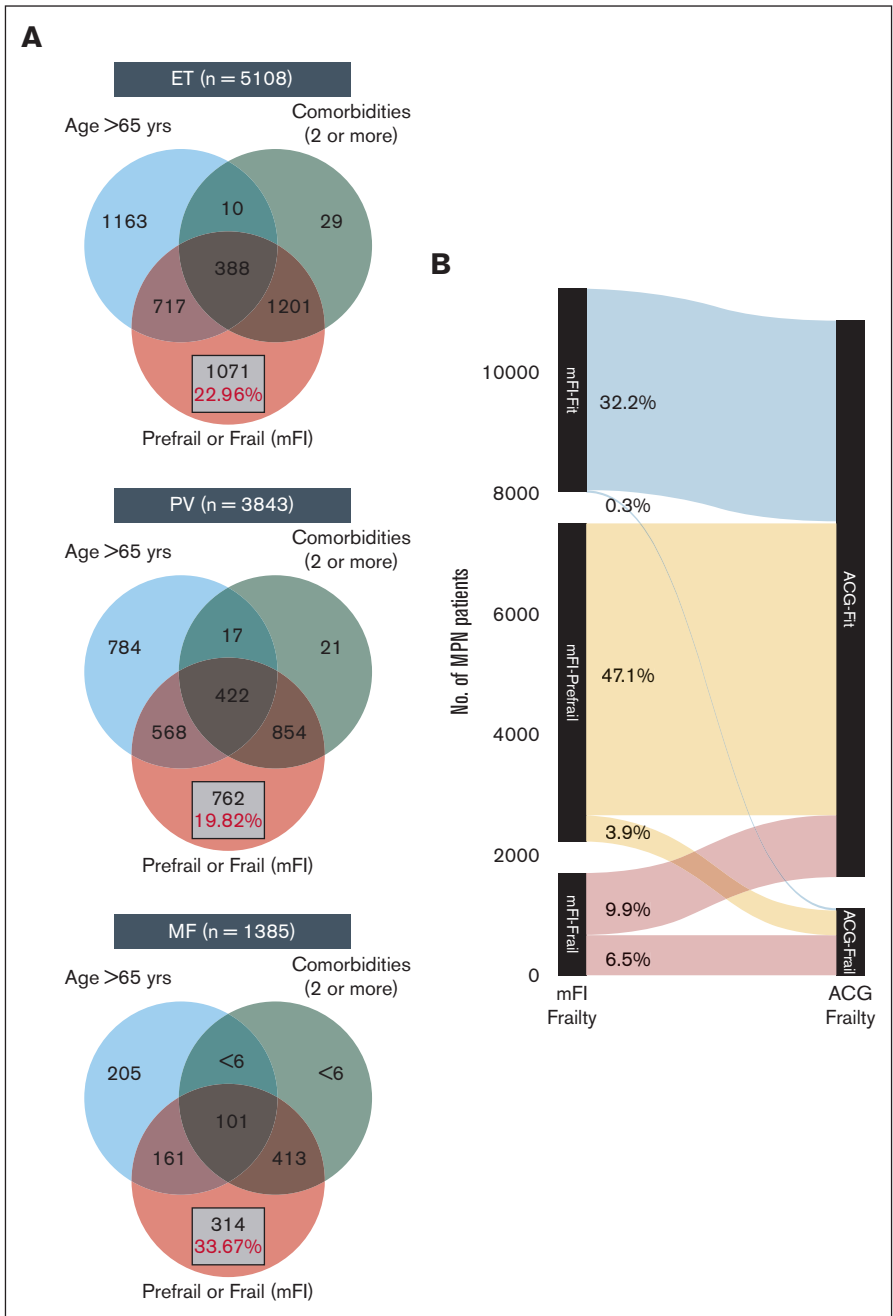 A
ET (n = 5108)
Age >65 yrs
Comorbidities
(2 or more)
1163
10
29
388
717
1201
1071
22.96%
Prefrail or Frail (mFI)
PV (n = 3843)
Age >65 yrs
Comorbidities
(2 or more)
784
17
21
422
568
854
762
19.82%
Prefrail or Frail (mFI)
MF (n = 1385)
Age >65 yrs
Comorbidities
(2 or more)
205
<6
<6
101
161
413
314
33.67%
Prefrail or Frail (mFI)
B
No. of MPN patients
10000
8000
6000
4000
2000
0
mFI-Fit
mFI-Prefrail
mFI-Frail
32.2%
0.3%
47.1%
3.9%
9.9%
6.5%
ACG-Fit
ACG-Frail
mFI
Frailty
ACG
Frailty